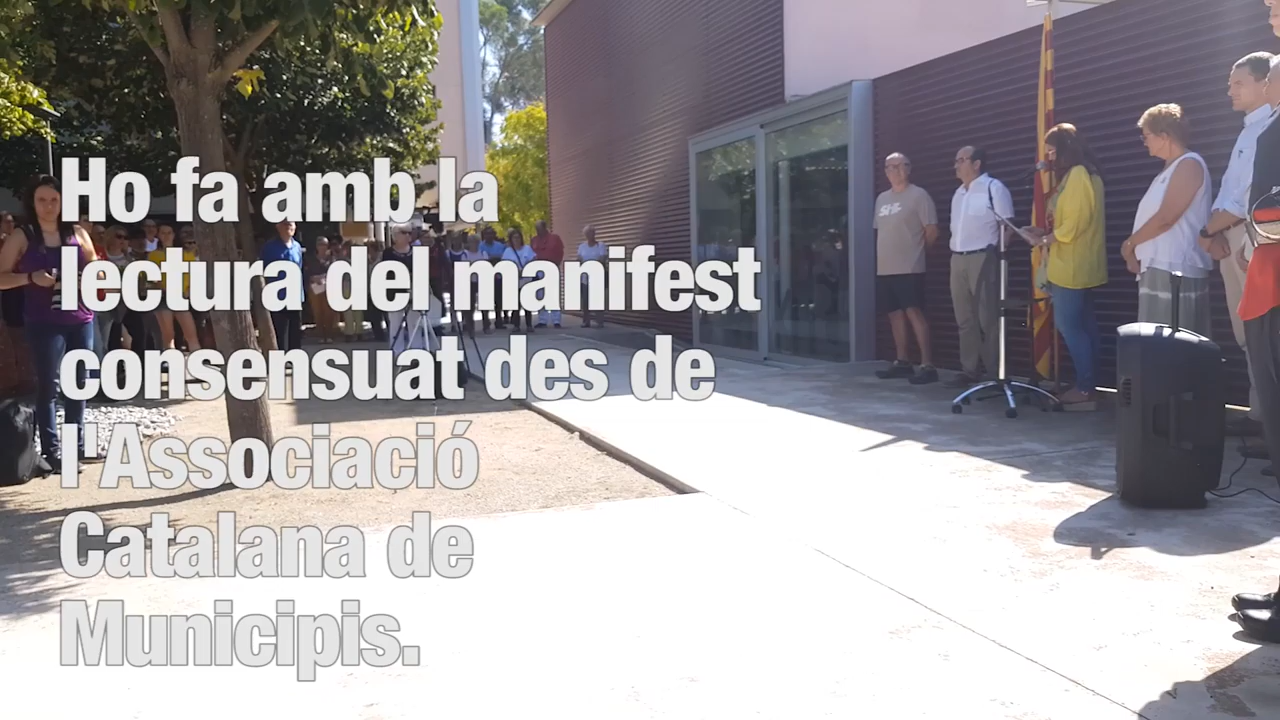 Ho fa amb la
lectura del manifest
consensuat des de
l'Associació
Catalana de
Municipis.